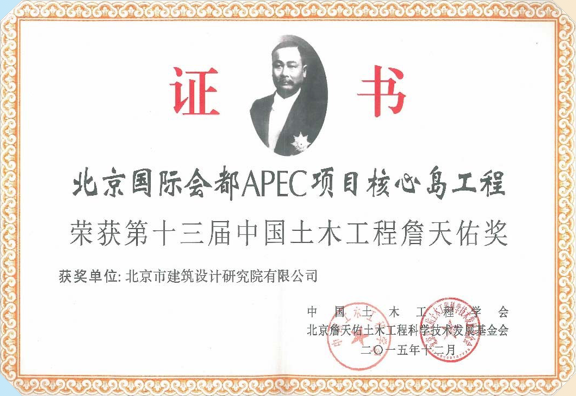 证书
北京国际会都APEC项目核心岛工程
荣获第十三届中国土木工程詹天佑奖
获奖单位:北京市建筑设计研究院有限公司
中国土木工程学会
北京詹天佑土木工程科学技术发展基金会
二〇一五年十二月